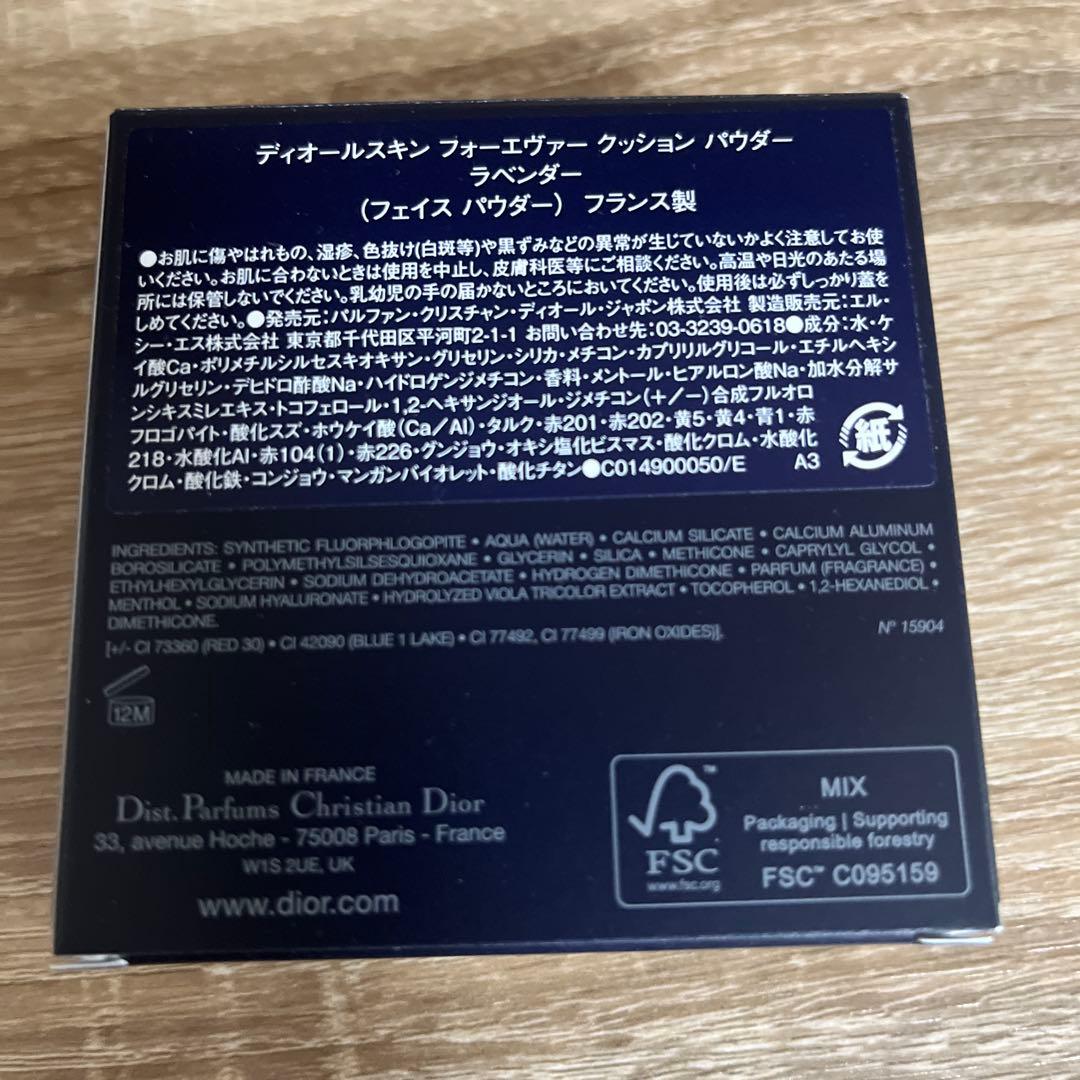 ディオールスキン フォーエヴァー クッション パウダー
ラベンダー
(フェイス パウダー) フランス製
●お肌に傷やはれもの、湿疹、色抜け(白斑等)や黒ずみなどの異常が生じていないかよく注意してお使
いください。お肌に合わないときは使用を中止し、皮膚科医等にご相談ください。高温や日光のあたる場
所には保管しないでください。乳幼児の手の届かないところにおいてください。使用後は必ずしっかり蓋を
しめてください。●発売元:パルファン・クリスチャン・ディオール・ジャポン株式会社 製造販売元:エル・
シー・エス株式会社 東京都千代田区平河町2-1-1 お問い合わせ先:03-3239-0618●成分:水・ケ
イ酸Ca・ポリメチルシルセスキオキサン・グリセリン・シリカ・メチコン・カプリリルグリコール・エチルヘキシ
ルグリセリン・デヒドロ酢酸Na・ハイドロゲンジメチコン・香料・メントール・ヒアルロン酸Na・加水分解サ
ンシキスミレエキス・トコフェロール・1,2-ヘキサンジオール・ジメチコン(+/-)合成フルオロ
フロゴパイト・酸化スズ・ホウケイ酸(Ca/Al)・タルク・赤201・赤202・黄5・黄4・青1・赤
218・水酸化Al・赤104(1)・赤226・グンジョウ・オキシ塩化ビスマス・酸化クロム・水酸化
クロム・酸化鉄・コンジョウ・マンガンバイオレット・酸化チタン●C014900050/E A3
紙
INGREDIENTS: SYNTHETIC FLUORPHLOGOPITE • AQUA (WATER) • CALCIUM SILICATE • CALCIUM ALUMINUM
BOROSILICATE • POLYMETHYLSILSESQUIOXANE • GLYCERIN • SILICA • METHICONE • CAPRYLYL GLYCOL •
ETHYLHEXYLGLYCERIN • SODIUM DEHYDROACETATE • HYDROGEN DIMETHICONE • PARFUM (FRAGRANCE) •
MENTHOL • SODIUM HYALURONATE • HYDROLYZED VIOLA TRICOLOR EXTRACT • TOCOPHEROL • 1,2-HEXANEDIOL •
DIMETHICONE.
[+/- CI 73360 (RED 30) • CI 42090 (BLUE 1 LAKE) • CI 77492, CI 77499 (IRON OXIDES)]. N° 15904
12M
MADE IN FRANCE
Dist. Parfums Christian Dior
33, avenue Hoche - 75008 Paris - France
W1S 2UE, UK
www.dior.com
FSC
www.fsc.org
MIX
Packaging | Supporting
responsible forestry
FSC™ C095159